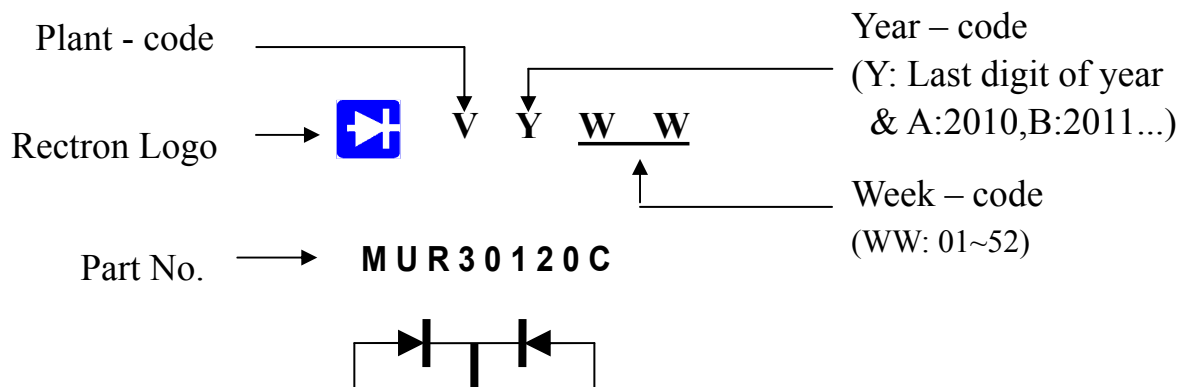 Plant - code
Year – code
(Y: Last digit of year
& A:2010,B:2011...)
V Y W W
Rectron Logo
Week – code
(WW: 01~52)
Part No.
MUR30120C